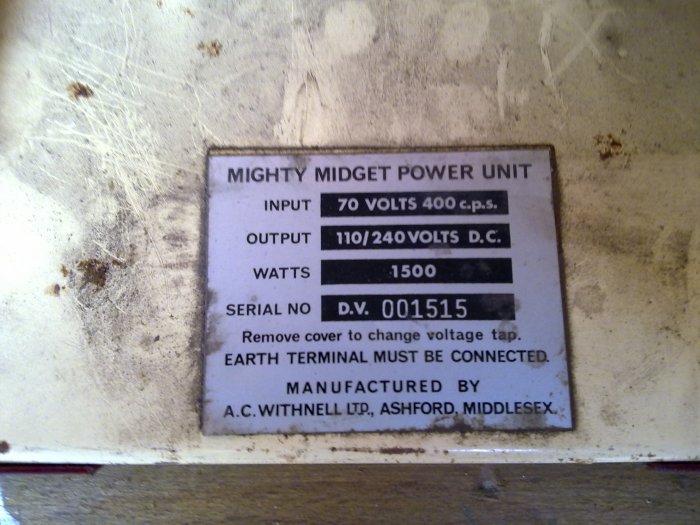 MIGHTY MIDGET POWER UNIT
INPUT 70 VOLTS 400 c.p.s.
OUTPUT 110/240 VOLTS D.C.
WATTS 1500
SERIAL NO D.V. 001515
Remove cover to change voltage tap.
EARTH TERMINAL MUST BE CONNECTED.
MANUFACTURED BY
A.C. WITHNELL LTD., ASHFORD, MIDDLESEX.